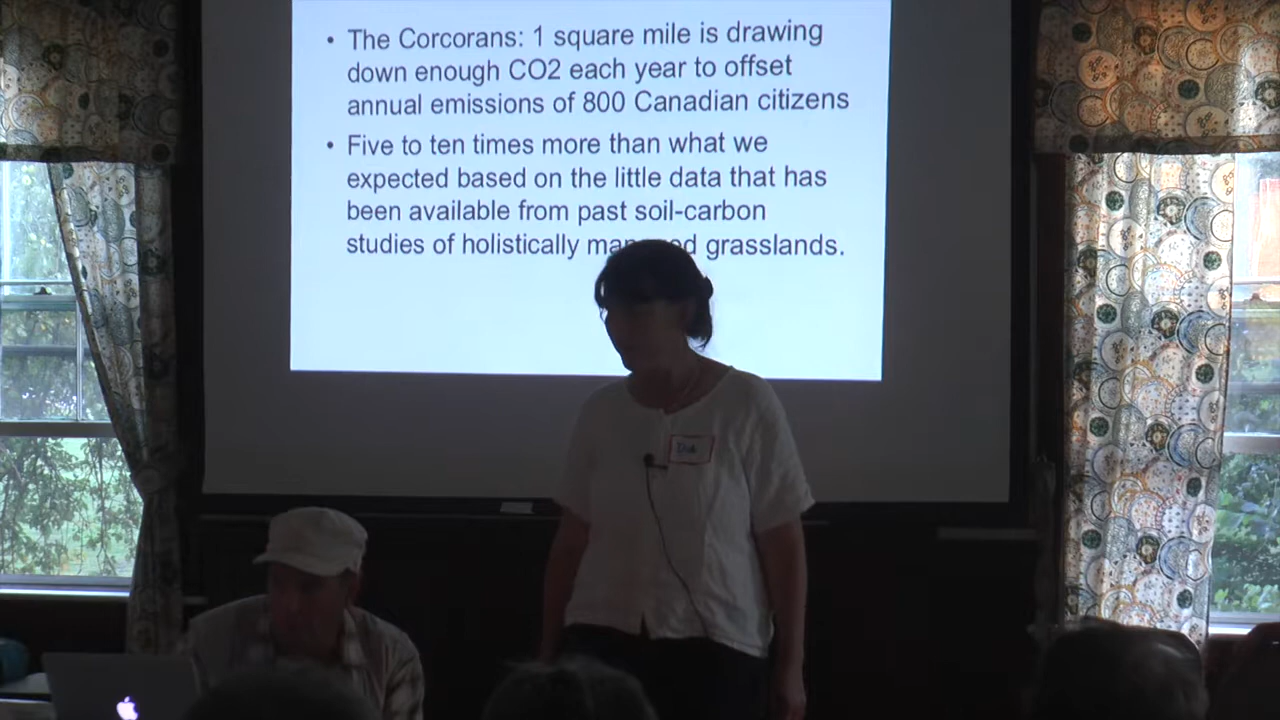 • The Corcorans: 1 square mile is drawing
down enough CO2 each year to offset
annual emissions of 800 Canadian citizens
• Five to ten times more than what we
expected based on the little data that has
been available from past soil-carbon
studies of holistically managed grasslands.